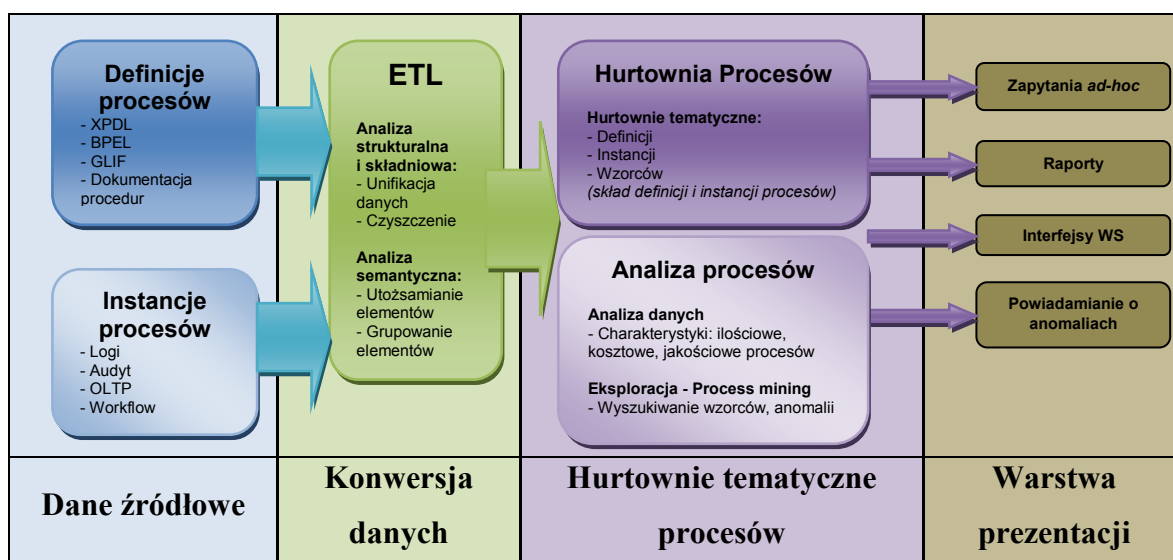 Definicje
procesów
- XPDL
- BPEL
- GLIF
- Dokumentacja
procedur
Instancje
procesów
- Logi
- Audyt
- OLTP
- Workflow
Dane źródłowe
ETL
Analiza
strukturalna
i składniowa:
- Unifikacja
danych
- Czyszczenie
Analiza
semantyczna:
- Utożsamianie
elementów
- Grupowanie
elementów
Konwersja
danych
Hurtownia Procesów
Hurtownie tematyczne:
- Definicji
- Instancji
- Wzorców
(skład definicji i instancji procesów)
Analiza procesów
Analiza danych
- Charakterystyki: ilościowe,
kosztowe, jakościowe procesów
Eksploracja - Process mining
- Wyszukiwanie wzorców, anomalii
Hurtownie tematyczne
procesów
Zapytania ad-hoc
Raporty
Interfejsy WS
Powiadamianie o
anomaliach
Warstwa
prezentacji